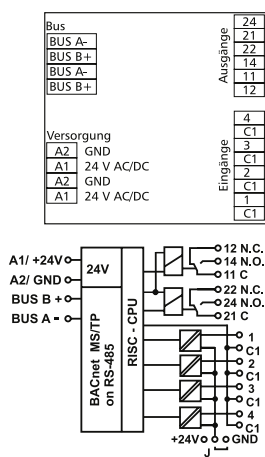 Bus
BUS A-
BUS B+
BUS A-
BUS B+
Versorgung
A2 GND
A1 24 V AC/DC
A2 GND
A1 24 V AC/DC
Ausgänge
24
21
22
14
11
12
Eingänge
4
C1
3
C1
2
C1
1
C1
A1/ +24V
A2/ GND
BUS B +
BUS A -
24V
BACnet MS/TP
on RS-485
RISC - CPU
12 N.C.
14 N.O.
11 C
22 N.C.
24 N.O.
21 C
1
C1
2
C1
3
C1
4
C1
+24V
GND
J